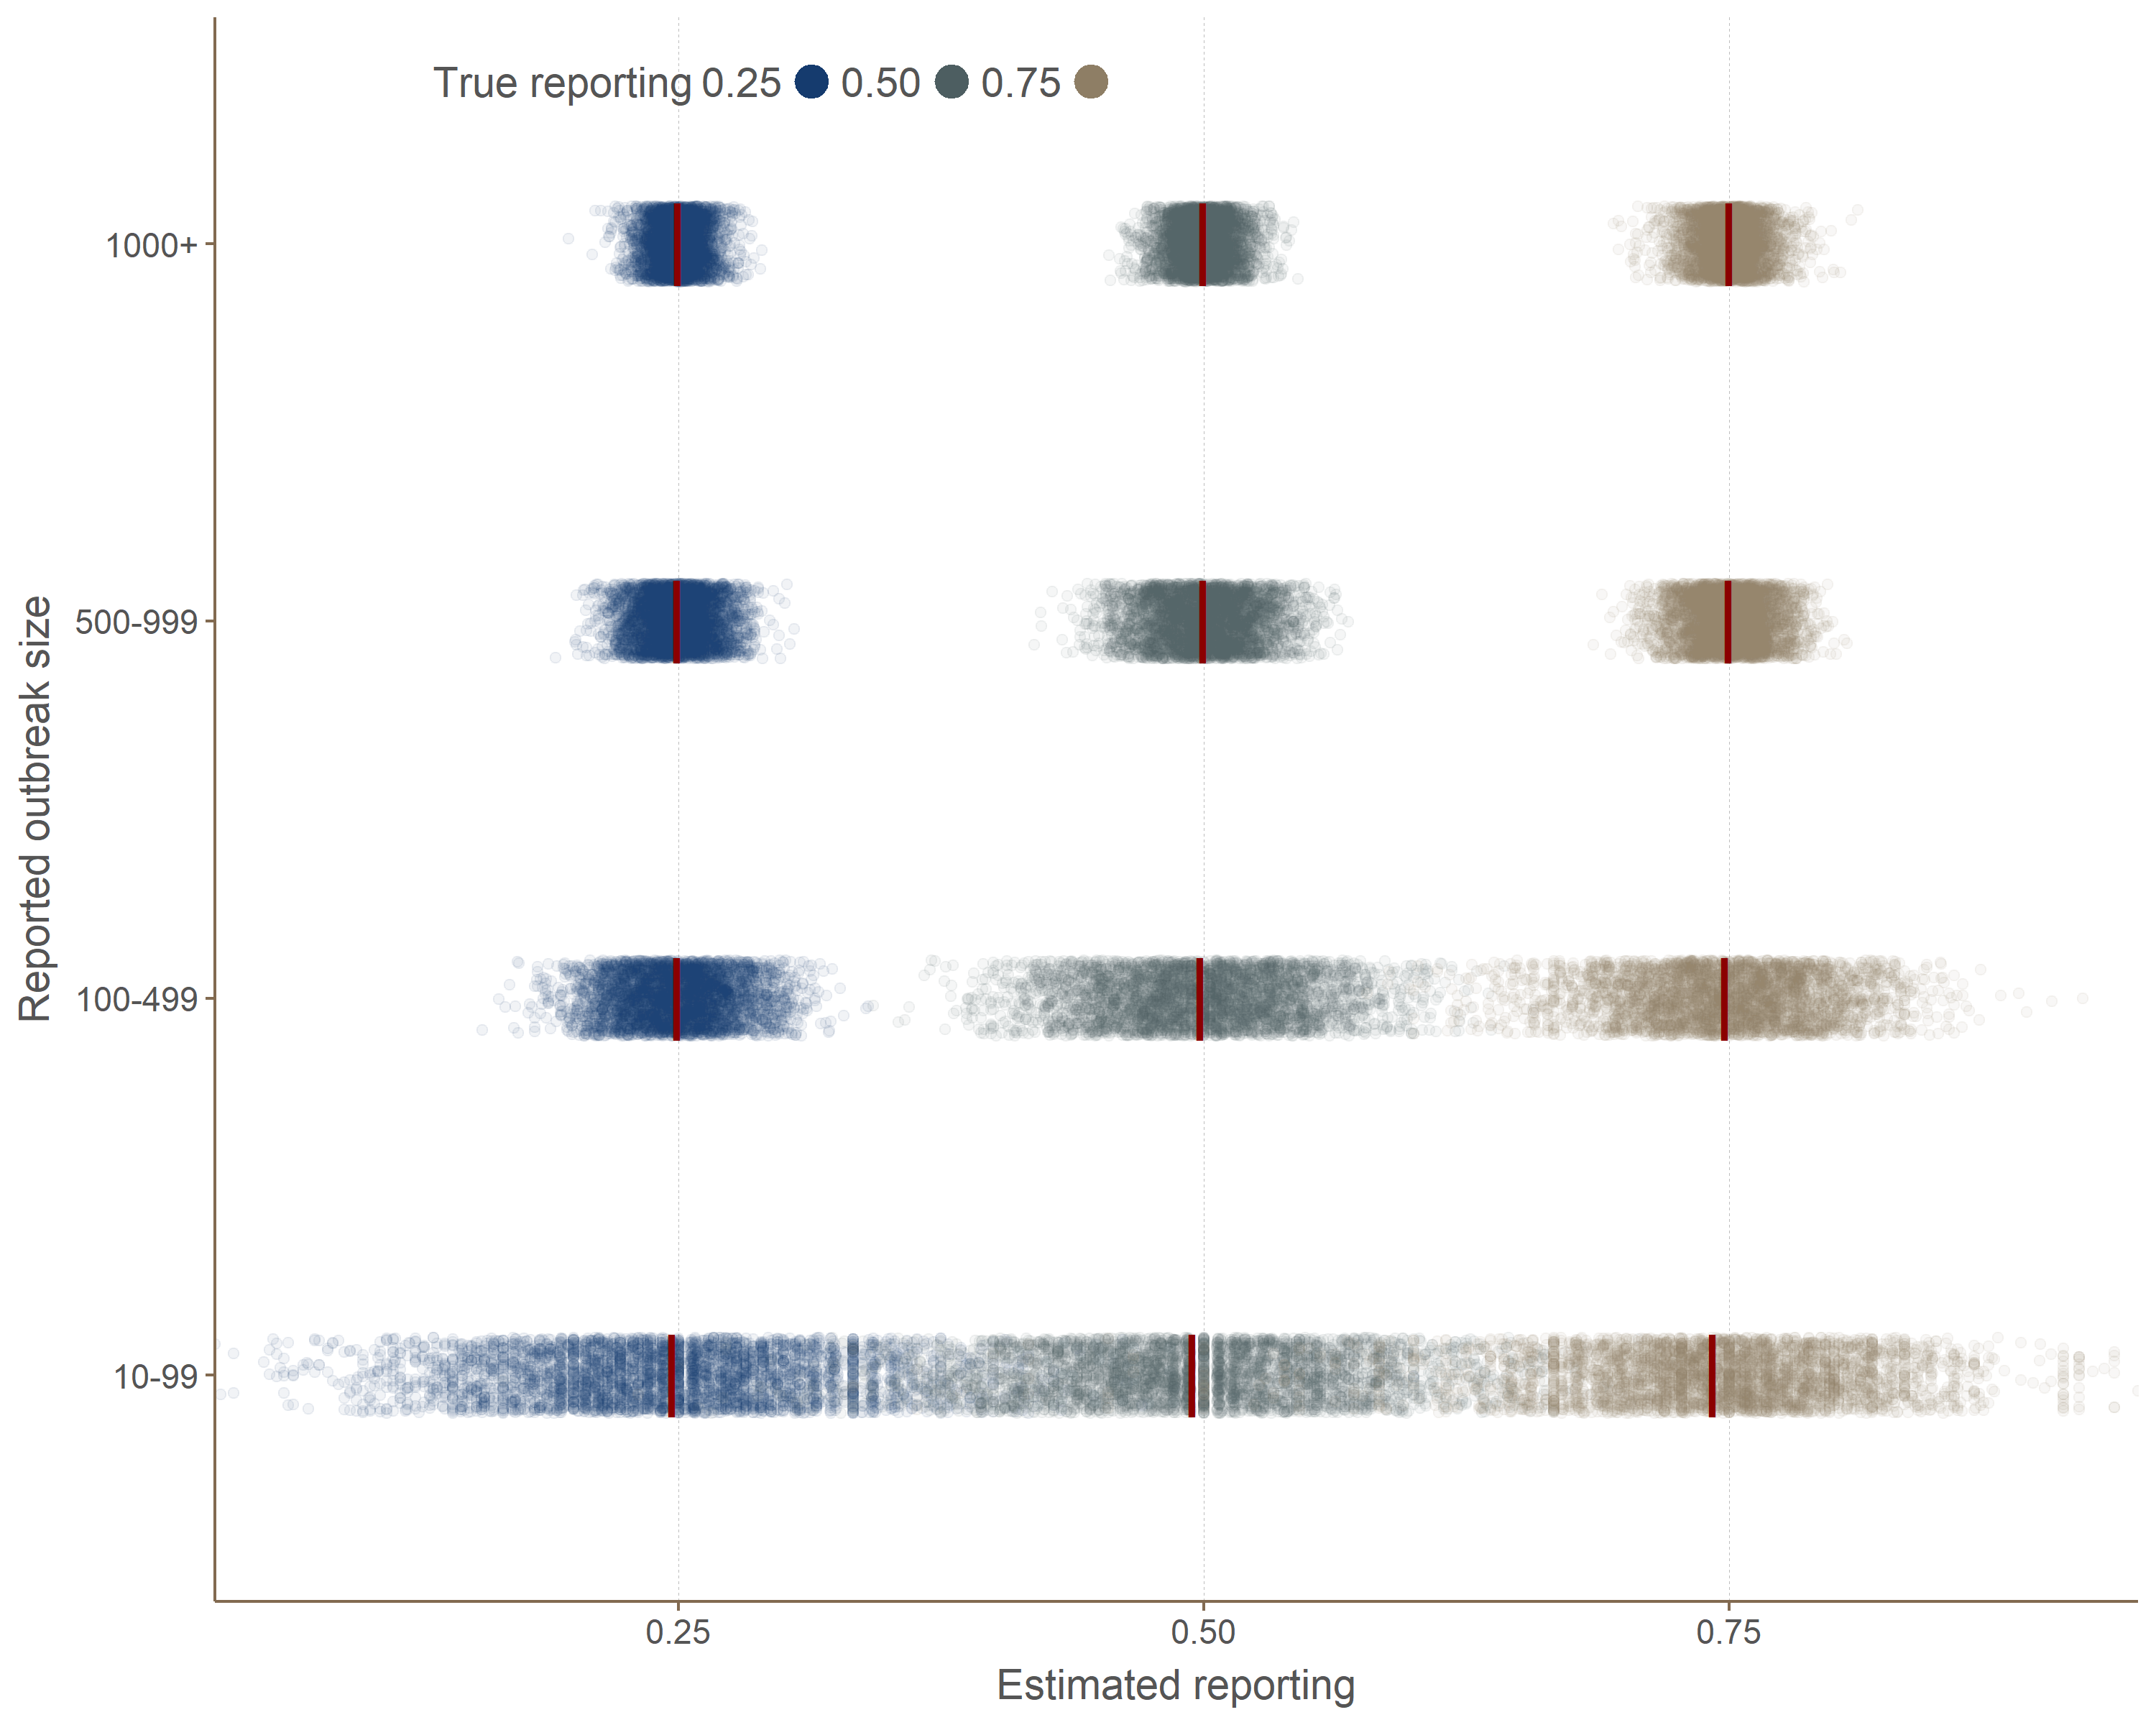 True reporting 0.25 0.50 0.75
1000+
500-999
100-499
10-99
Reported outbreak size
0.25 0.50 0.75
Estimated reporting